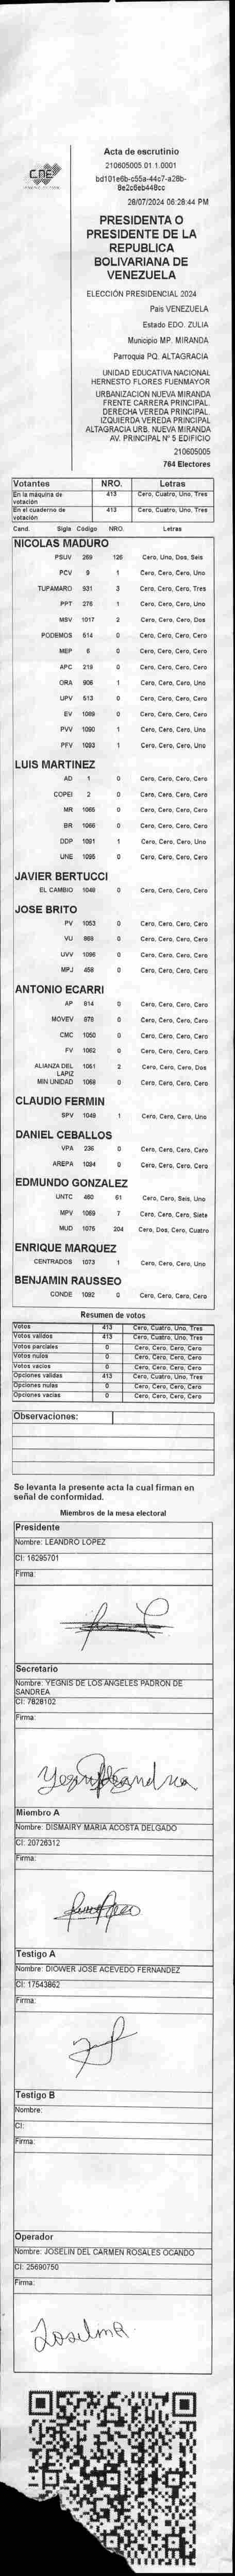 CNE
Acta de escrutinio
210605005.01.1.0001
bd101e6b-c55a-44c7-a28b-
8e2c6eb448cc
28/07/2024 06:28:44 PM
PRESIDENTA O
PRESIDENTE DE LA
REPUBLICA
BOLIVARIANA DE
VENEZUELA
ELECCIÓN PRESIDENCIAL 2024
Pais VENEZUELA
Estado EDO. ZULIA
Municipio MP. MIRANDA
Parroquia PQ. ALTAGRACIA
UNIDAD EDUCATIVA NACIONAL
HERNESTO FLORES FUENMAYOR
URBANIZACION NUEVA MIRANDA
FRENTE CARRERA PRINCIPAL.
DERECHA VEREDA PRINCIPAL.
IZQUIERDA VEREDA PRINCIPAL
ALTAGRACIA URB. NUEVA MIRANDA
AV. PRINCIPAL Nº 5 EDIFICIO
210605005
764 Electores
Votantes NRO. Letras
En la máquina de votación 413 Cero, Cuatro, Uno, Tres
En el cuaderno de votación 413 Cero, Cuatro, Uno, Tres
Cand. Sigla Código NRO. Letras
NICOLAS MADURO
PSUV 269 126 Cero, Uno, Dos, Seis
PCV 9 1 Cero, Cero, Cero, Uno
TUPAMARO 931 3 Cero, Cero, Cero, Tres
PPT 276 1 Cero, Cero, Cero, Uno
MSV 1017 2 Cero, Cero, Cero, Dos
PODEMOS 514 0 Cero, Cero, Cero, Cero
MEP 6 0 Cero, Cero, Cero, Cero
APC 218 0 Cero, Cero, Cero, Cero
ORA 906 1 Cero, Cero, Cero, Uno
UPV 513 0 Cero, Cero, Cero, Cero
EV 1089 0 Cero, Cero, Cero, Cero
PVV 1090 1 Cero, Cero, Cero, Uno
PFV 1093 1 Cero, Cero, Cero, Uno
LUIS MARTINEZ
AD 1 0 Cero, Cero, Cero, Cero
COPEI 2 0 Cero, Cero, Cero, Cero
MR 1065 0 Cero, Cero, Cero, Cero
BR 1066 0 Cero, Cero, Cero, Cero
DDP 1091 1 Cero, Cero, Cero, Uno
UNE 1095 0 Cero, Cero, Cero, Cero
JAVIER BERTUCCI
EL CAMBIO 1048 0 Cero, Cero, Cero, Cero
JOSE BRITO
PV 1053 0 Cero, Cero, Cero, Cero
VU 868 0 Cero, Cero, Cero, Cero
UVV 1096 0 Cero, Cero, Cero, Cero
MPJ 458 0 Cero, Cero, Cero, Cero
ANTONIO ECARRI
AP 814 0 Cero, Cero, Cero, Cero
MOVEV 878 0 Cero, Cero, Cero, Cero
CMC 1050 0 Cero, Cero, Cero, Cero
FV 1062 0 Cero, Cero, Cero, Cero
ALIANZA DEL LAPIZ 1061 2 Cero, Cero, Cero, Dos
MIN UNIDAD 1068 0 Cero, Cero, Cero, Cero
CLAUDIO FERMIN
SPV 1049 1 Cero, Cero, Cero, Uno
DANIEL CEBALLOS
VPA 236 0 Cero, Cero, Cero, Cero
AREPA 1094 0 Cero, Cero, Cero, Cero
EDMUNDO GONZALEZ
UNTC 460 61 Cero, Cero, Seis, Uno
MPV 1069 7 Cero, Cero, Cero, Siete
MUD 1075 204 Cero, Dos, Cero, Cuatro
ENRIQUE MARQUEZ
CENTRADOS 1073 1 Cero, Cero, Cero, Uno
BENJAMIN RAUSSEO
CONDE 1092 0 Cero, Cero, Cero, Cero
Resumen de votos
Votos 413 Cero, Cuatro, Uno, Tres
Votos validos 413 Cero, Cuatro, Uno, Tres
Votos parciales 0 Cero, Cero, Cero, Cero
Votos nulos 0 Cero, Cero, Cero, Cero
Votos vacios 0 Cero, Cero, Cero, Cero
Opciones validas 413 Cero, Cuatro, Uno, Tres
Opciones nulas 0 Cero, Cero, Cero, Cero
Opciones vacias 0 Cero, Cero, Cero, Cero
Observaciones:
Se levanta la presente acta la cual firman en
señal de conformidad.
Miembros de la mesa electoral
Presidente
Nombre: LEANDRO LOPEZ
CI: 16295701
Firma:
Secretario
Nombre: YEGNIS DE LOS ANGELES PADRON DE
SANDREA
CI: 7828102
Firma:
Miembro A
Nombre: DISMAIRY MARIA ACOSTA DELGADO
CI: 20726312
Firma:
Testigo A
Nombre: DIOWER JOSE ACEVEDO FERNANDEZ
CI: 17543862
Firma:
Testigo B
Nombre:
CI:
Firma:
Operador
Nombre: JOSELIN DEL CARMEN ROSALES OCANDO
CI: 25690750
Firma: